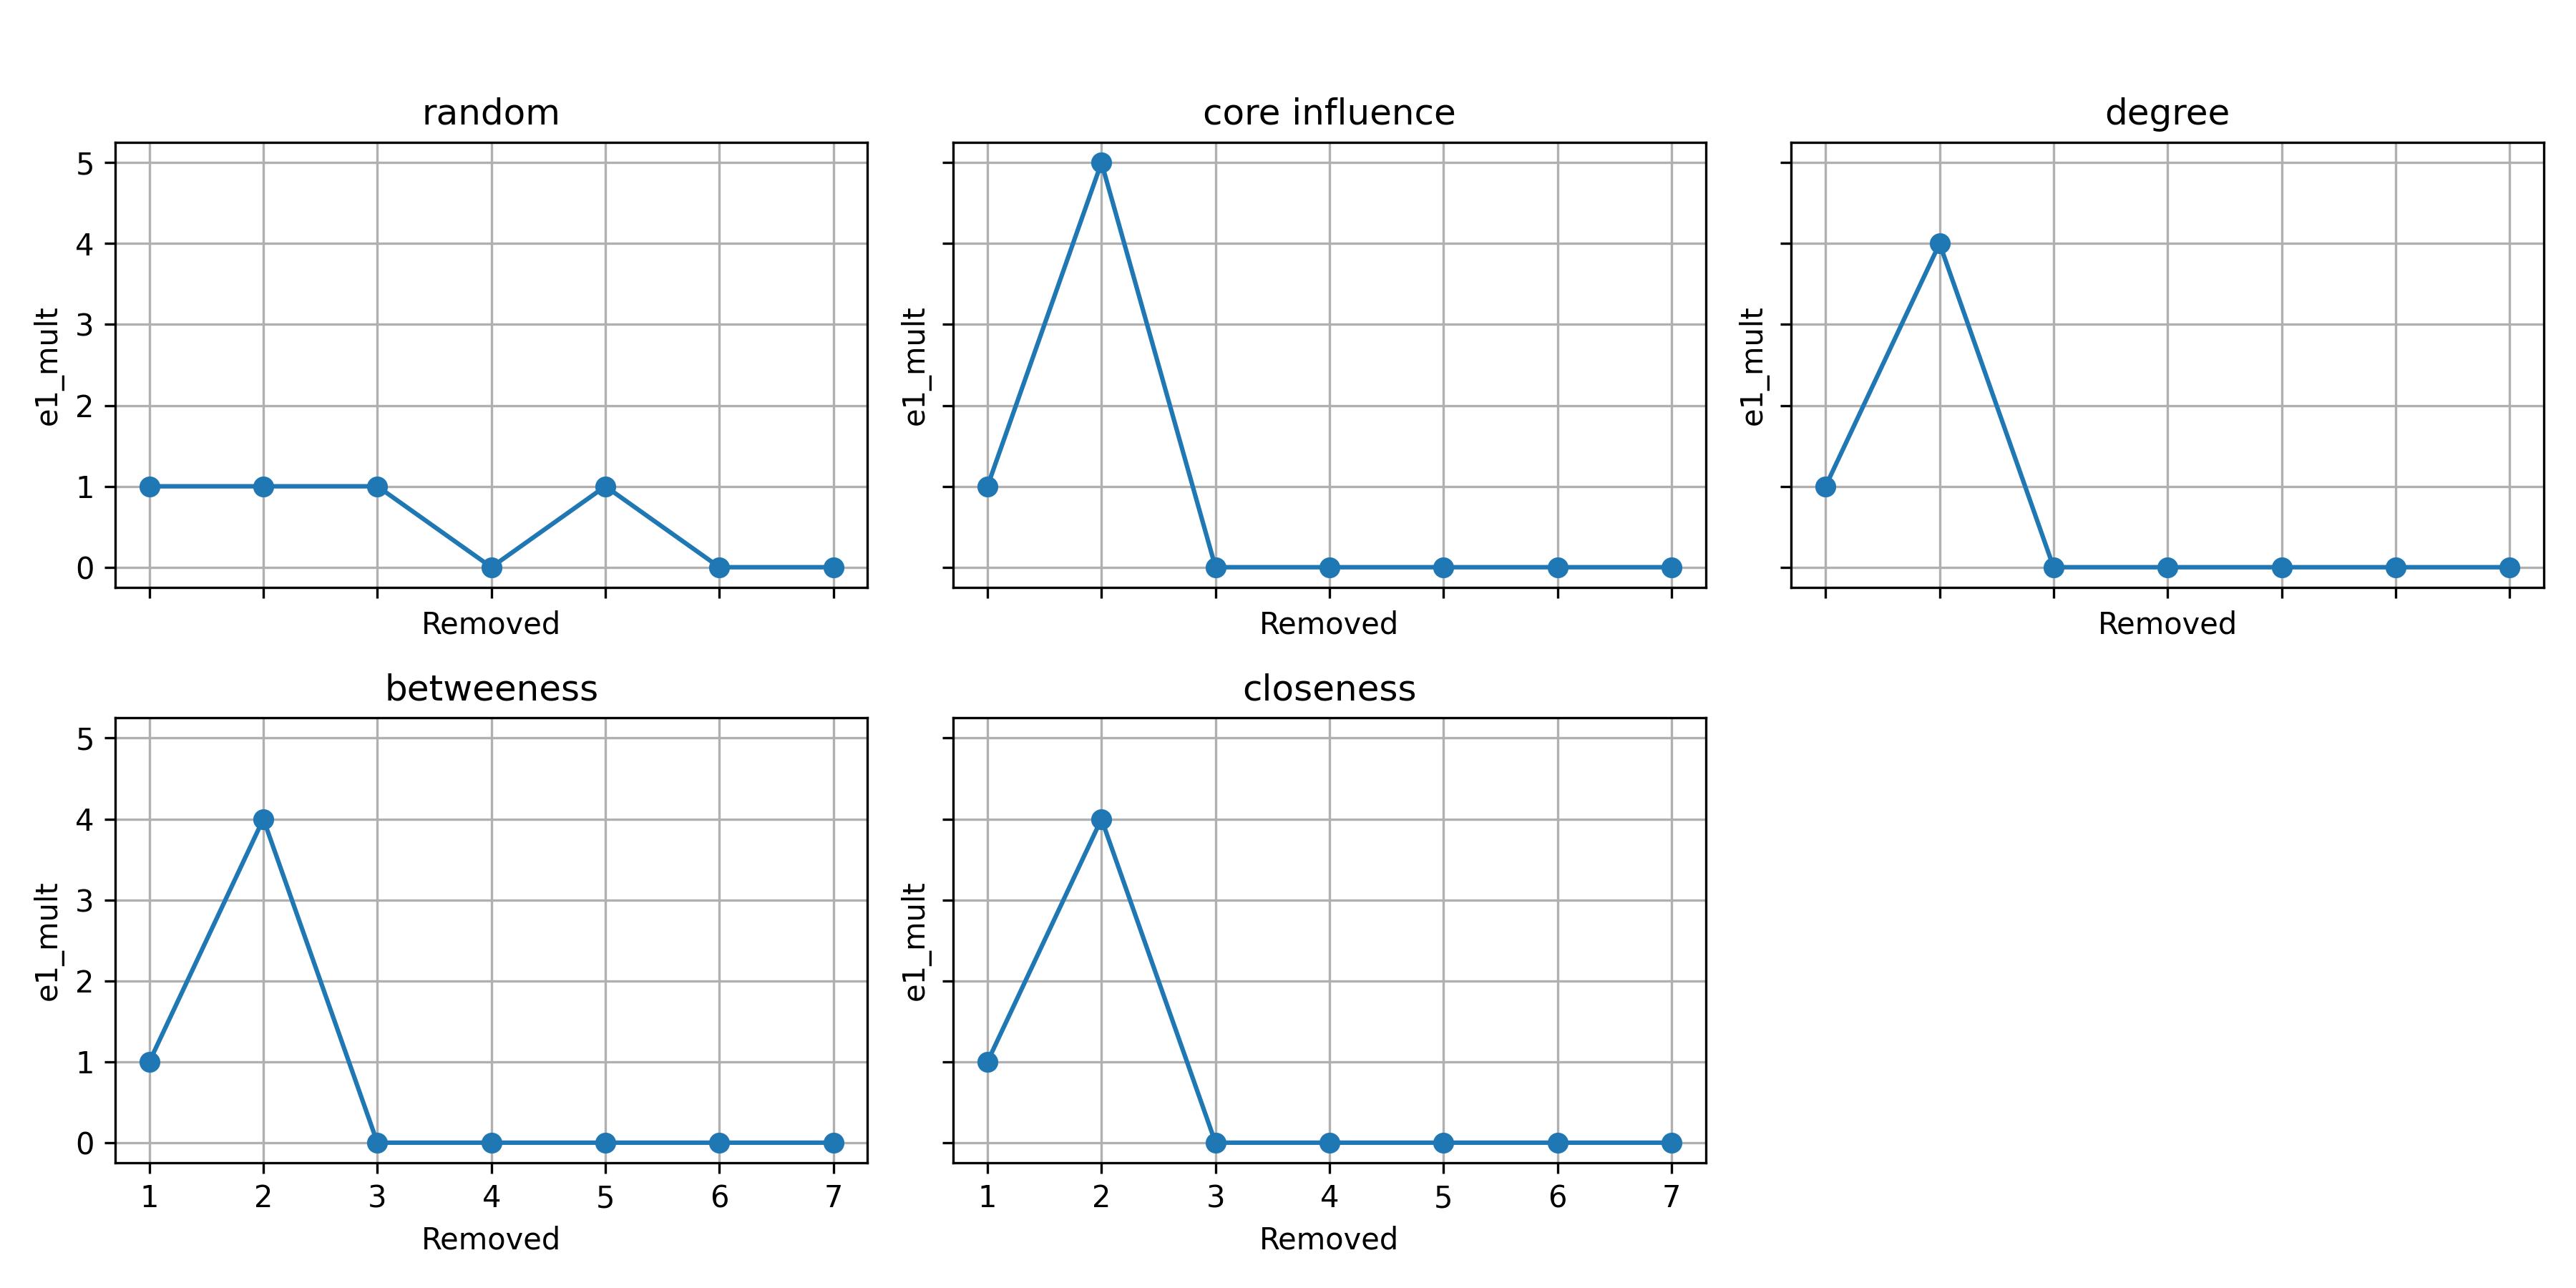 random
core influence
degree
5
4
3
2
1
0
e1_mult
e1_mult
e1_mult
Removed
Removed
Removed
betweeness
closeness
5
4
3
2
1
0
e1_mult
e1_mult
1 2 3 4 5 6 7
1 2 3 4 5 6 7
Removed
Removed